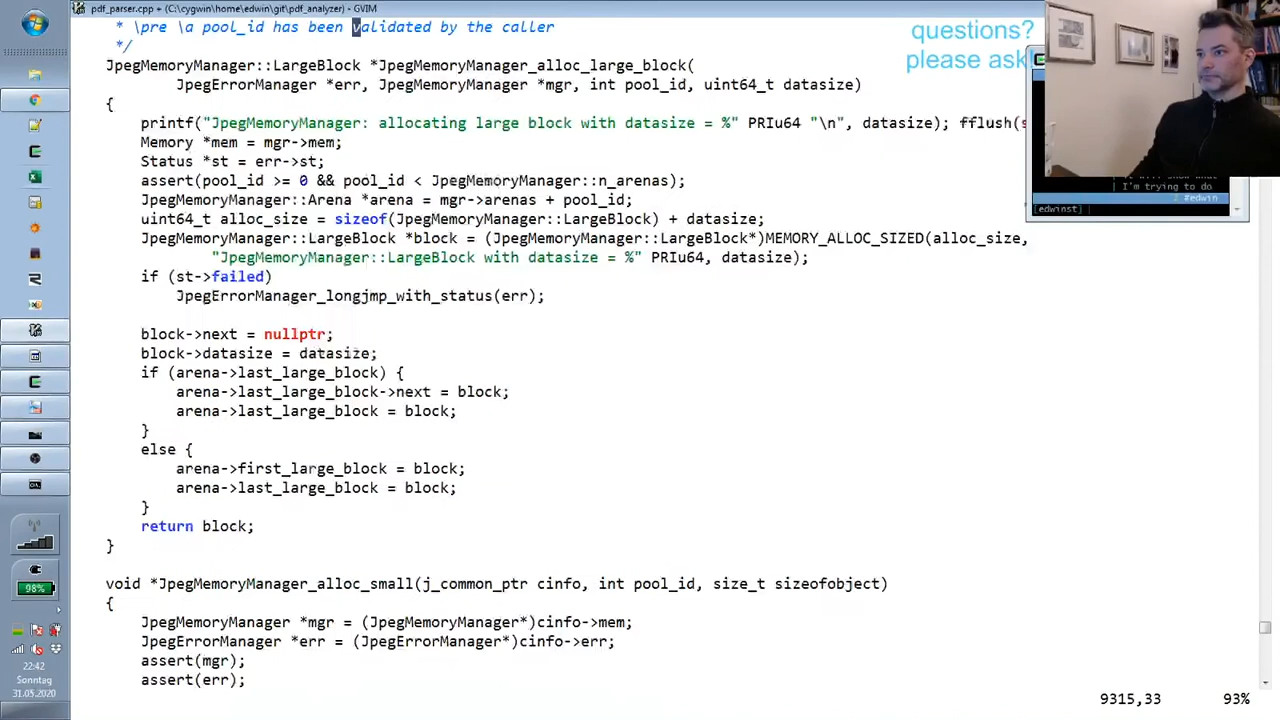 pdf_parser.cpp + (C:\cygwin\home\edwin\git\pdf_analyzer) - GVIM
* \pre \a pool_id has been validated by the caller
*/
JpegMemoryManager::LargeBlock *JpegMemoryManager_alloc_large_block(
JpegErrorManager *err, JpegMemoryManager *mgr, int pool_id, uint64_t datasize)
{
printf("JpegMemoryManager: allocating large block with datasize = %" PRIu64 "\n", datasize); fflush(s
Memory *mem = mgr->mem;
Status *st = err->st;
assert(pool_id >= 0 && pool_id < JpegMemoryManager::n_arenas);
JpegMemoryManager::Arena *arena = mgr->arenas + pool_id;
uint64_t alloc_size = sizeof(JpegMemoryManager::LargeBlock) + datasize;
JpegMemoryManager::LargeBlock *block = (JpegMemoryManager::LargeBlock*)MEMORY_ALLOC_SIZED(alloc_size,
"JpegMemoryManager::LargeBlock with datasize = %" PRIu64, datasize);
if (st->failed)
JpegErrorManager_longjmp_with_status(err);
block->next = nullptr;
block->datasize = datasize;
if (arena->last_large_block) {
arena->last_large_block->next = block;
arena->last_large_block = block;
}
else {
arena->first_large_block = block;
arena->last_large_block = block;
}
return block;
}
void *JpegMemoryManager_alloc_small(j_common_ptr cinfo, int pool_id, size_t sizeofobject)
{
JpegMemoryManager *mgr = (JpegMemoryManager*)cinfo->mem;
JpegErrorManager *err = (JpegErrorManager*)cinfo->err;
assert(mgr);
assert(err);
9315,33 93%
questions?
please ask
| I'm trying to do
#edwin
[edwinst]
98%
22:42
Sonntag
31.05.2020